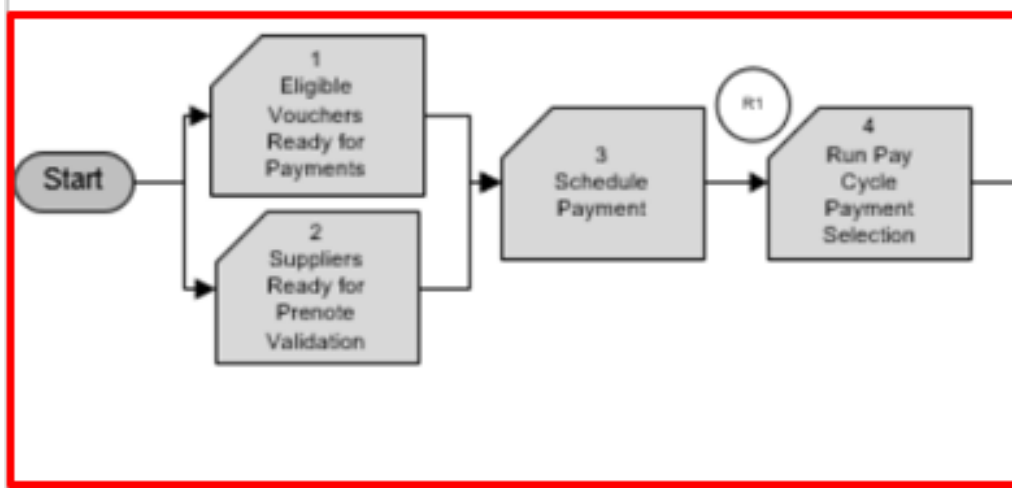 Start
1
Eligible
Vouchers
Ready for
Payments
2
Suppliers
Ready for
Prenote
Validation
3
Schedule
Payment
R1
4
Run Pay
Cycle
Payment
Selection